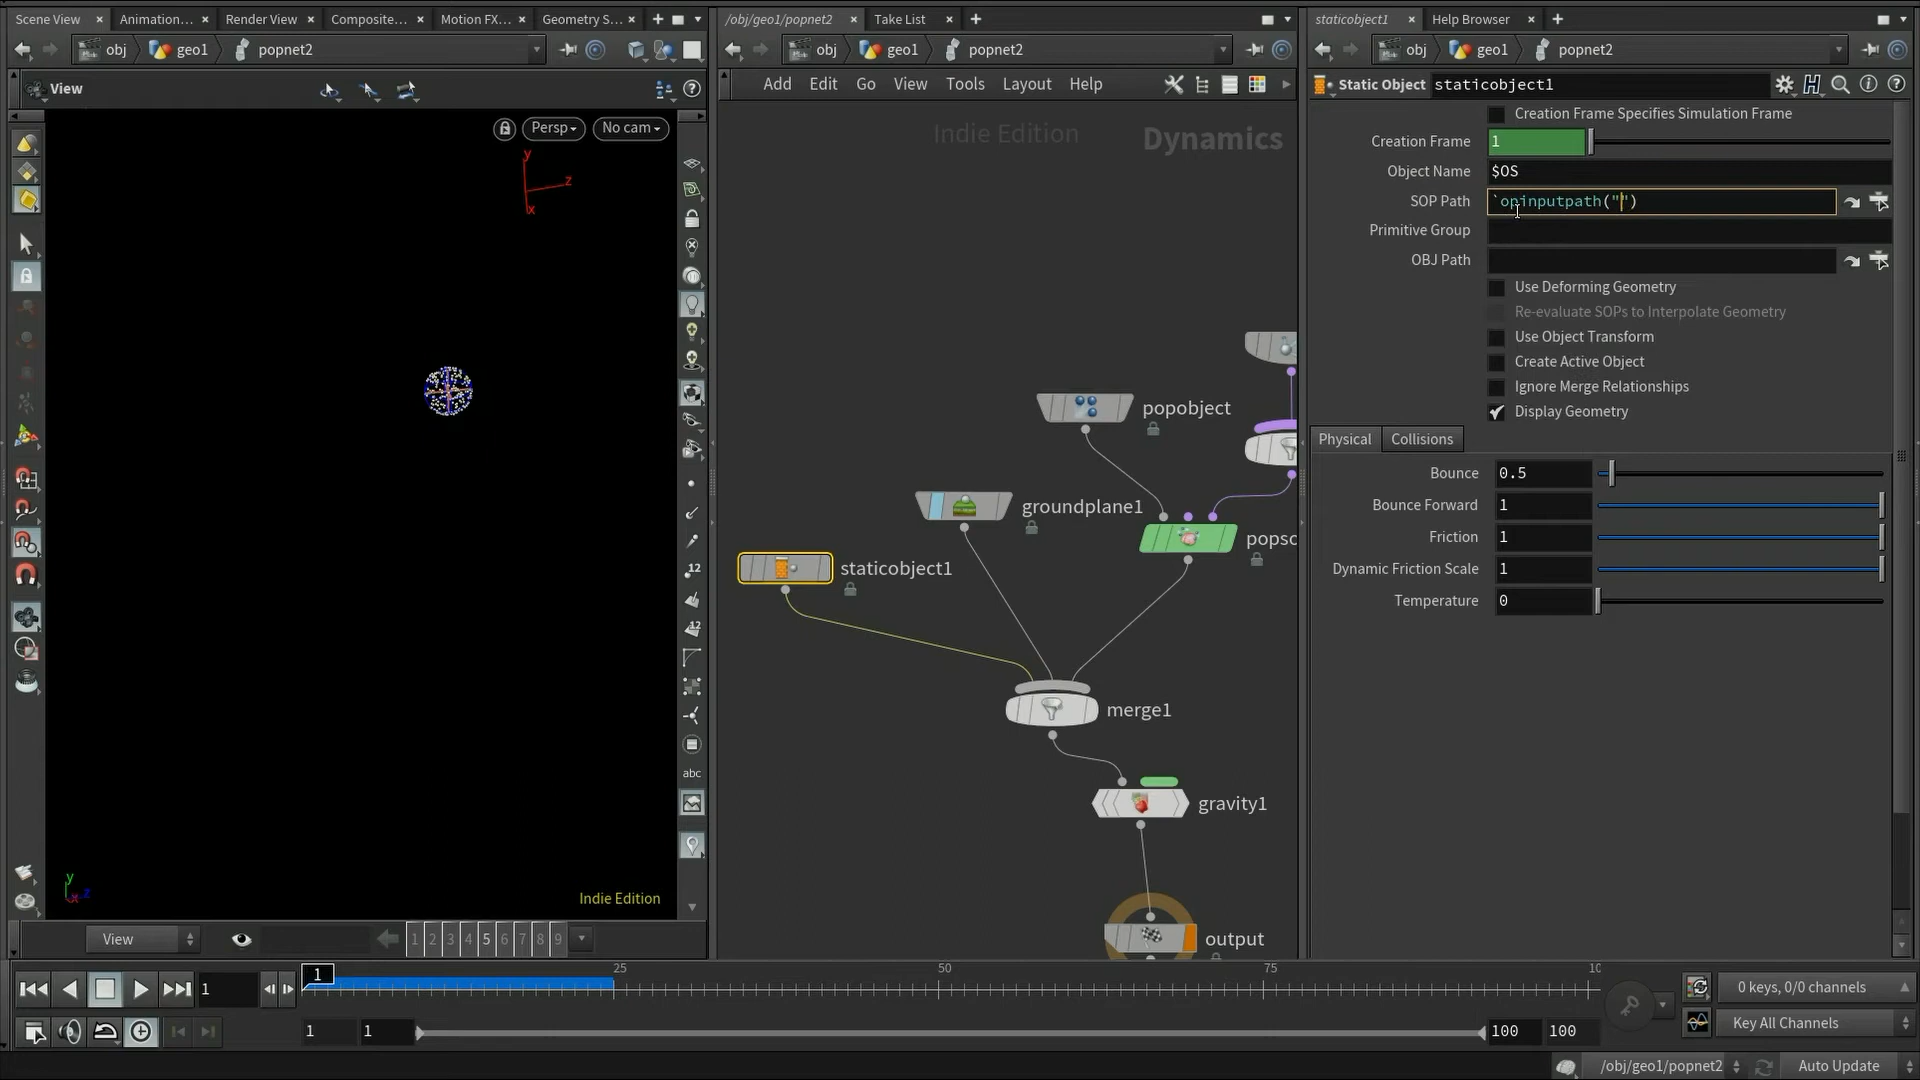 Scene View
Animation...
Render View
Composite...
Motion FX...
Geometry S...
/obj/geo1/popnet2
Take List
staticobject1
Help Browser
obj
geo1
popnet2
obj
geo1
popnet2
obj
geo1
popnet2
View
Add
Edit
Go
View
Tools
Layout
Help
Static Object
staticobject1
Persp
No cam
y
z
x
Indie Edition
Dynamics
Creation Frame Specifies Simulation Frame
Creation Frame
1
Object Name
$OS
SOP Path
`opinputpath("")
Primitive Group
OBJ Path
Use Deforming Geometry
Re-evaluate SOPs to Interpolate Geometry
Use Object Transform
Create Active Object
Ignore Merge Relationships
Display Geometry
Physical
Collisions
Bounce
0.5
Bounce Forward
1
Friction
1
Dynamic Friction Scale
1
Temperature
0
popobject
groundplane1
popsc
staticobject1
merge1
gravity1
output
12
12
abc
y
x
z
Indie Edition
View
1
2
3
4
5
6
7
8
9
1
1
25
50
75
10
0 keys, 0/0 channels
1
1
100
100
Key All Channels
/obj/geo1/popnet2
Auto Update